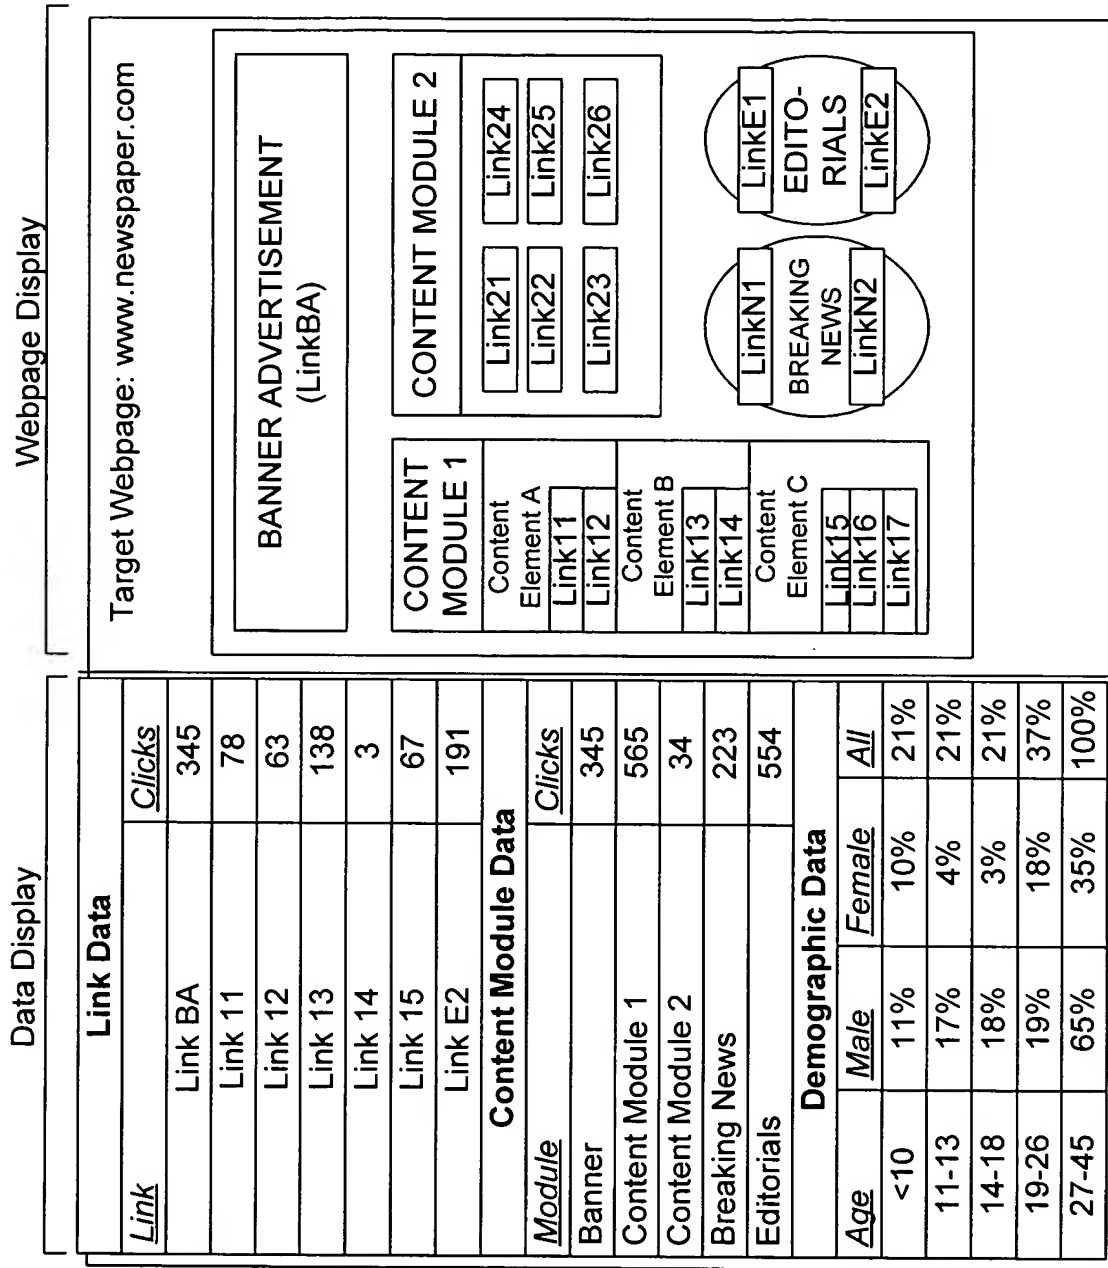 Data Display
Webpage Display
Link Data
Link Clicks
Link BA 345
Link 11 78
Link 12 63
Link 13 138
Link 14 3
Link 15 67
Link E2 191
Content Module Data
Module Clicks
Banner 345
Content Module 1 565
Content Module 2 34
Breaking News 223
Editorials 554
Demographic Data
Age Male Female All
<10 11% 10% 21%
11-13 17% 4% 21%
14-18 18% 3% 21%
19-26 19% 18% 37%
27-45 65% 35% 100%
Target Webpage: www.newspaper.com
BANNER ADVERTISEMENT
(LinkBA)
CONTENT
MODULE 1
Content
Element A
Link11
Link12
Content
Element B
Link13
Link14
Content
Element C
Link15
Link16
Link17
CONTENT MODULE 2
Link21 Link24
Link22 Link25
Link23 Link26
LinkN1
BREAKING
NEWS
LinkN2
LinkE1
EDITO-
RIALS
LinkE2